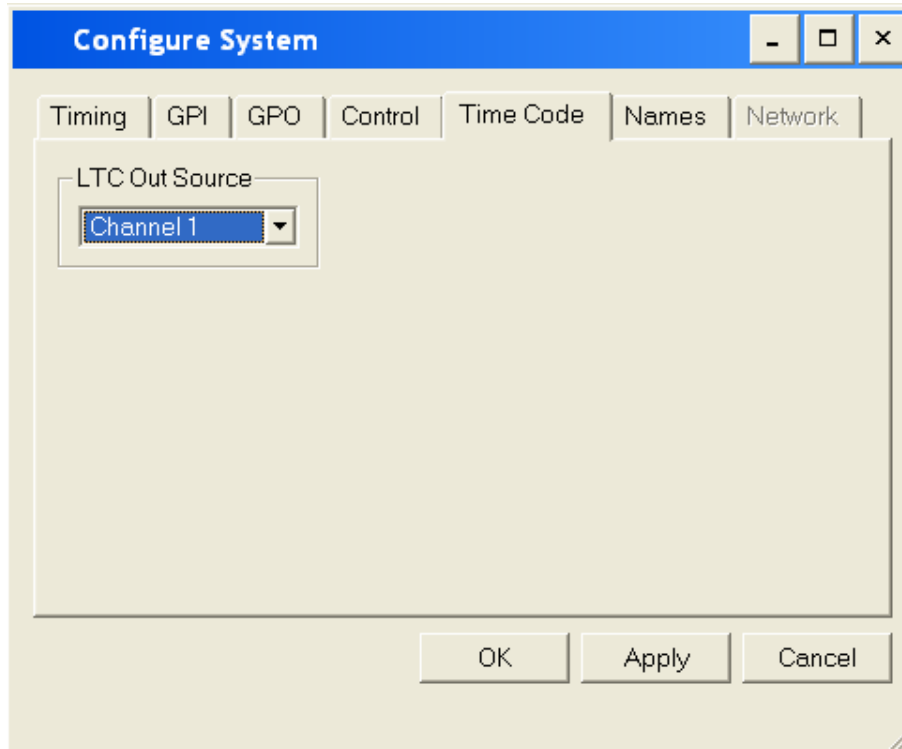 Configure System
Timing GPI GPO Control Time Code Names Network
LTC Out Source
Channel 1
OK Apply Cancel